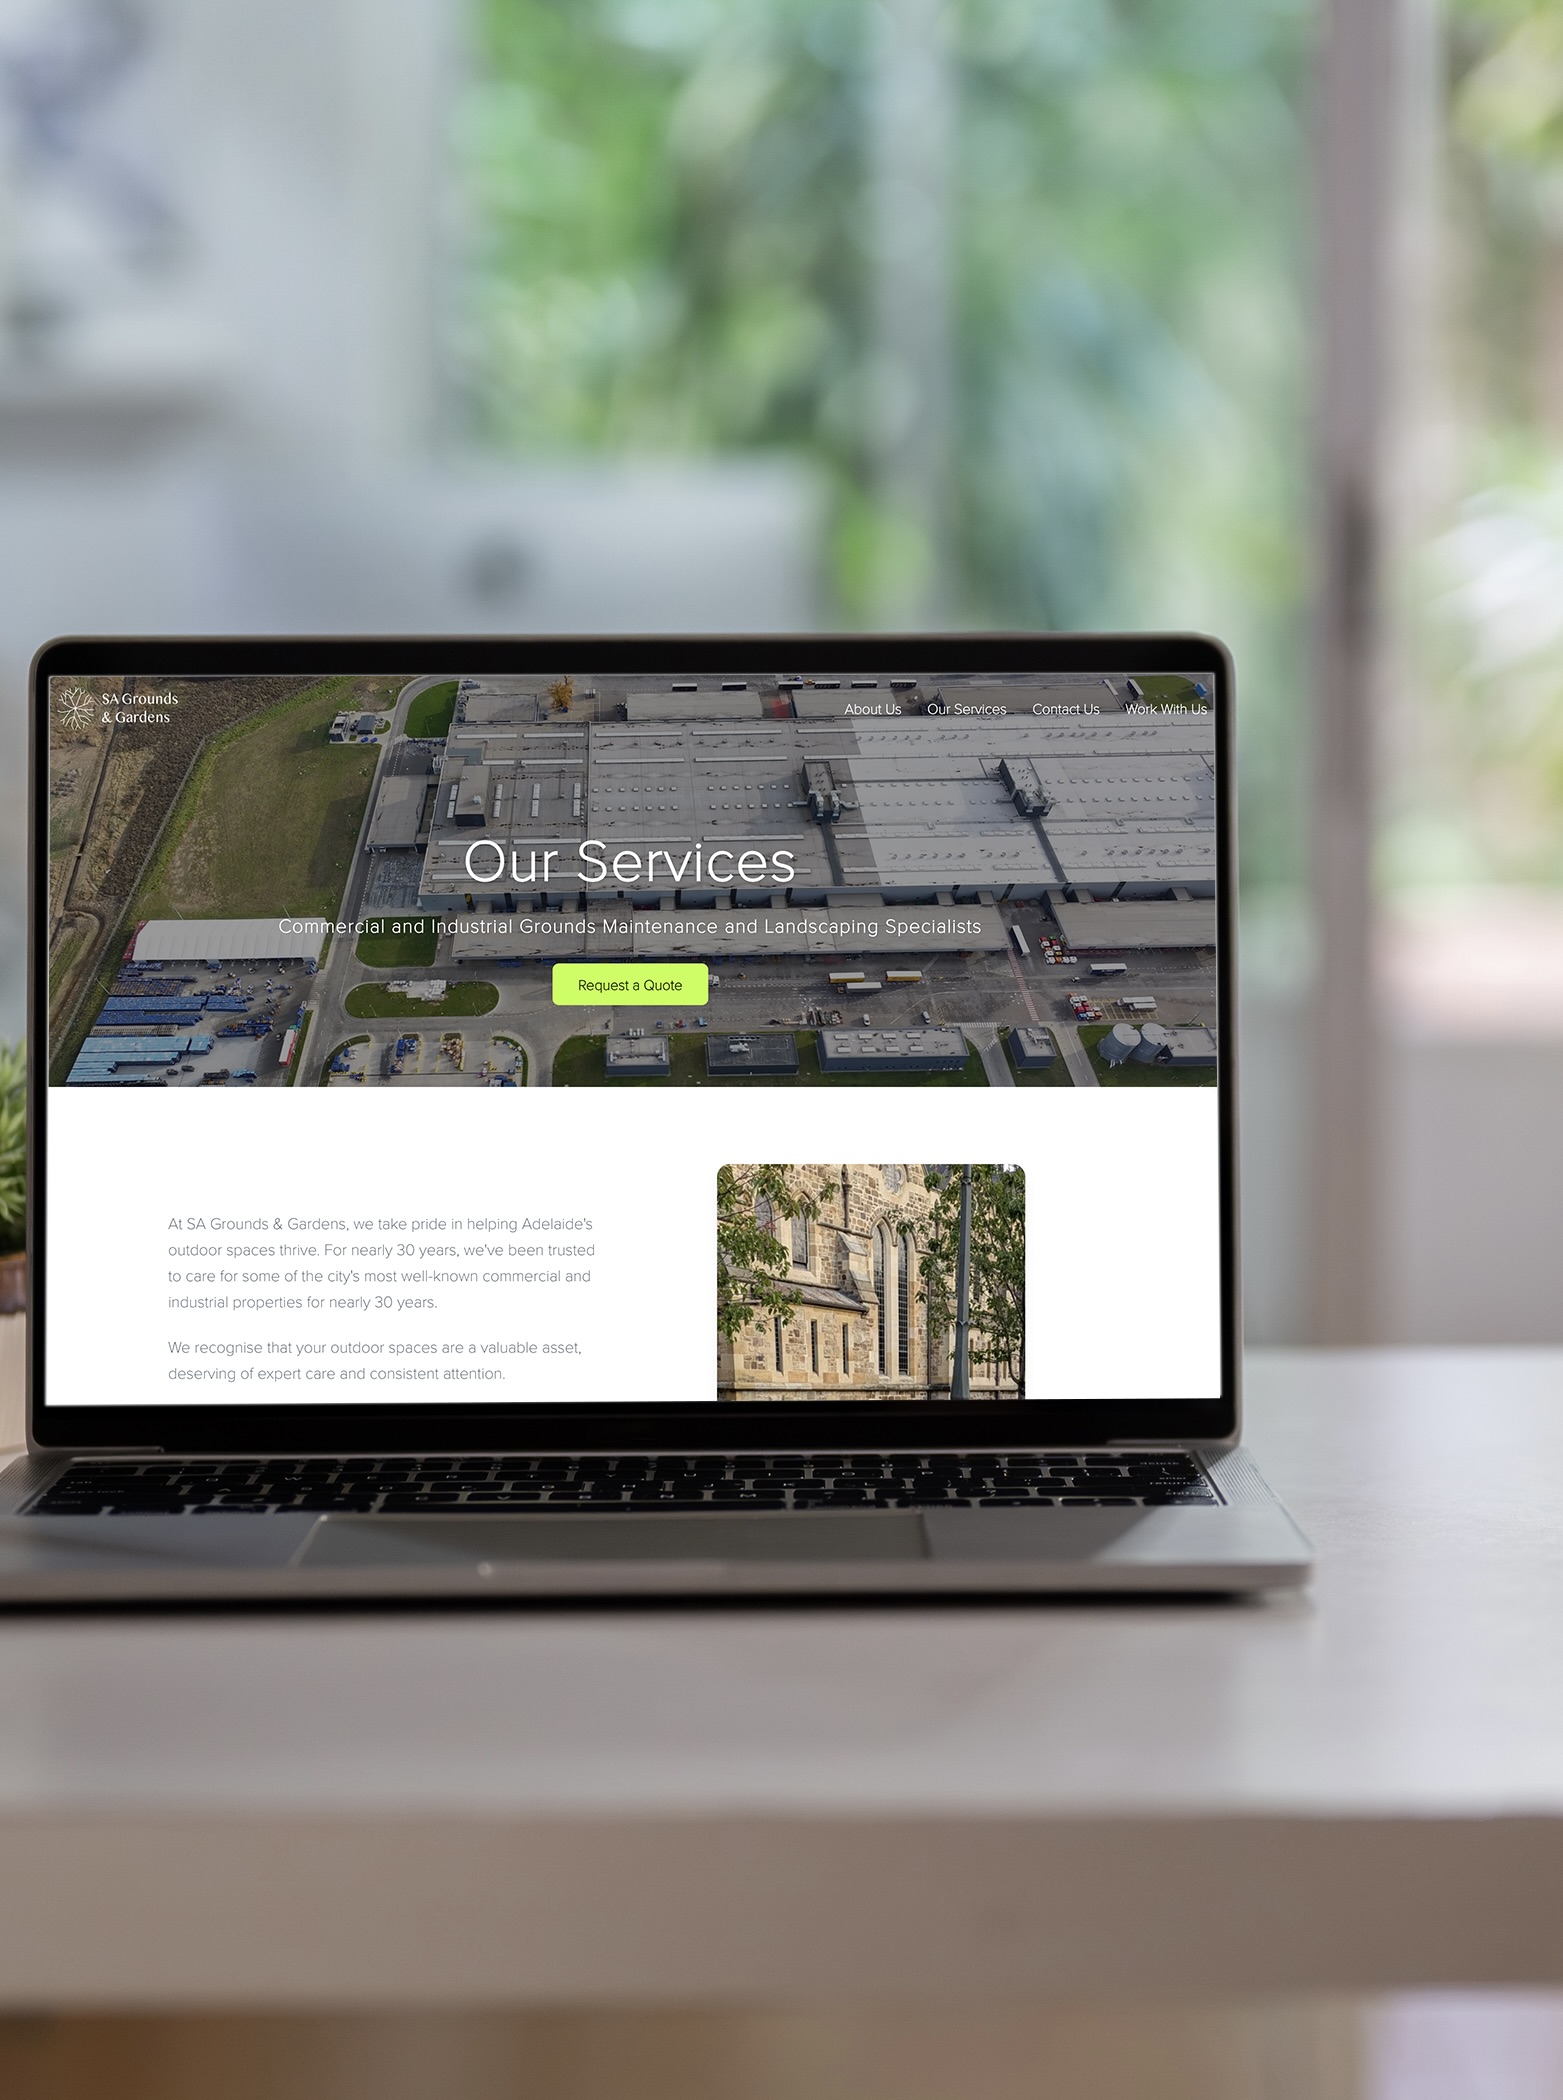 SA Grounds
& Gardens
About Us Our Services Contact Us Work With Us
Our Services
Commercial and Industrial Grounds Maintenance and Landscaping Specialists
Request a Quote
At SA Grounds & Gardens, we take pride in helping Adelaide's
outdoor spaces thrive. For nearly 30 years, we've been trusted
to care for some of the city's most well-known commercial and
industrial properties for nearly 30 years.
We recognise that your outdoor spaces are a valuable asset,
deserving of expert care and consistent attention.